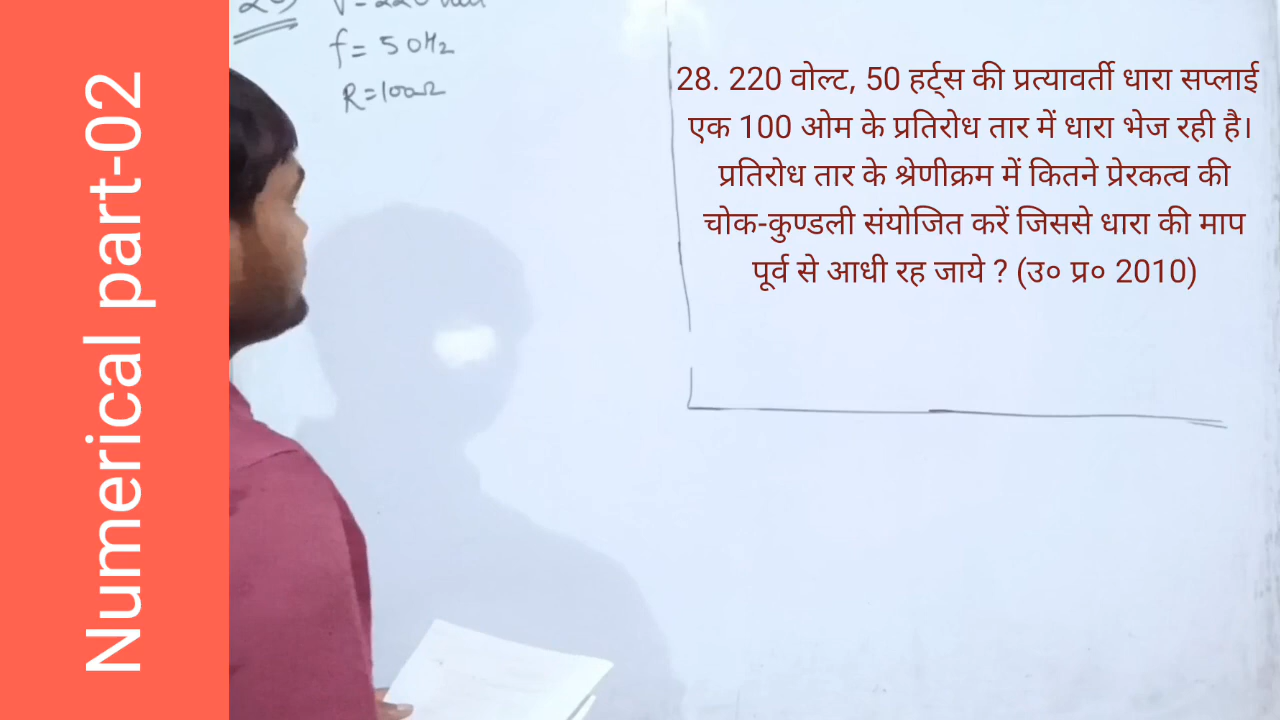 Numerical part-02
f = 50Hz
R=100Ω
28. 220 वोल्ट, 50 हर्ट्स की प्रत्यावर्ती धारा सप्लाई
एक 100 ओम के प्रतिरोध तार में धारा भेज रही है।
प्रतिरोध तार के श्रेणीक्रम में कितने प्रेरकत्व की
चोक-कुण्डली संयोजित करें जिससे धारा की माप
पूर्व से आधी रह जाये ? (उ० प्र० 2010)